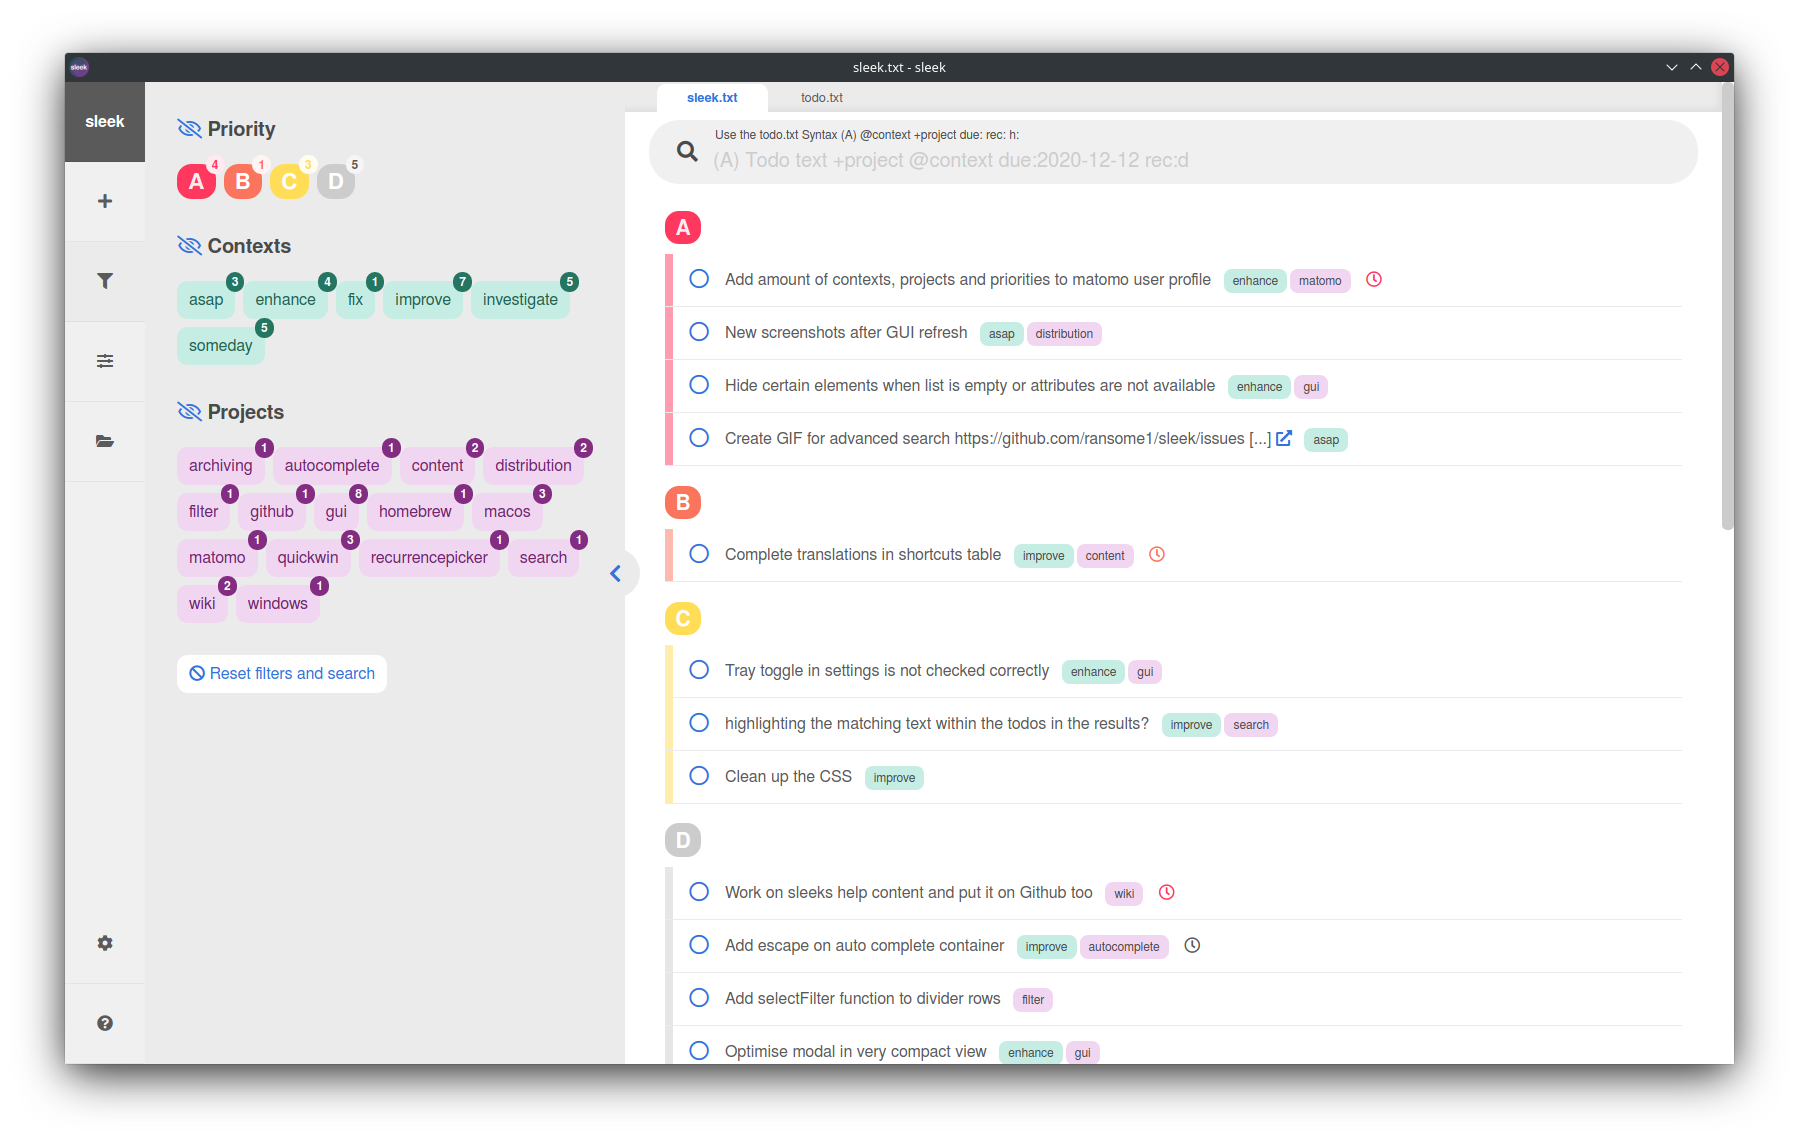 sleek
sleek.txt - sleek
sleek
sleek.txt
todo.txt
Priority
A 4 B 1 C 3 D 5
Contexts
asap 3 enhance 4 fix 1 improve 7 investigate 5
someday 5
Projects
archiving 1 autocomplete 1 content 2 distribution 2
filter 1 github 1 gui 8 homebrew 1 macos 3
matomo 1 quickwin 3 recurrencepicker 1 search 1
wiki 2 windows 1
Reset filters and search
Use the todo.txt Syntax (A) @context +project due: rec: h:
(A) Todo text +project @context due:2020-12-12 rec:d
A
Add amount of contexts, projects and priorities to matomo user profile enhance matomo
New screenshots after GUI refresh asap distribution
Hide certain elements when list is empty or attributes are not available enhance gui
Create GIF for advanced search https://github.com/ransome1/sleek/issues [...] asap
B
Complete translations in shortcuts table improve content
C
Tray toggle in settings is not checked correctly enhance gui
highlighting the matching text within the todos in the results? improve search
Clean up the CSS improve
D
Work on sleeks help content and put it on Github too wiki
Add escape on auto complete container improve autocomplete
Add selectFilter function to divider rows filter
Optimise modal in very compact view enhance gui